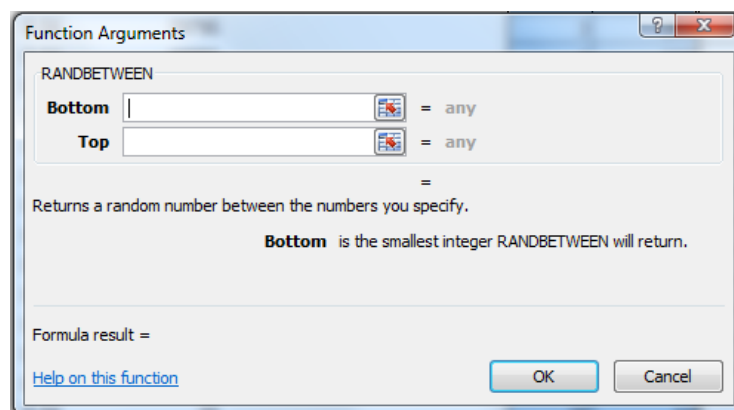 Function Arguments
RANDBETWEEN
Bottom = any
Top = any
=
Returns a random number between the numbers you specify.
Bottom is the smallest integer RANDBETWEEN will return.
Formula result =
Help on this function OK Cancel